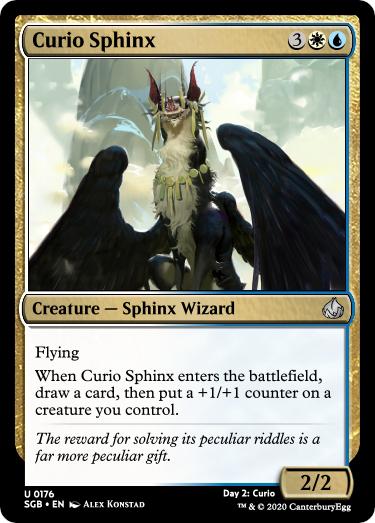 Curio Sphinx 3
Creature — Sphinx Wizard
Flying
When Curio Sphinx enters the battlefield,
draw a card, then put a +1/+1 counter on a
creature you control.
The reward for solving its peculiar riddles is a
far more peculiar gift.
2/2
U 0176
SGB • EN Alex Konstad
Day 2: Curio
™ & © 2020 CanterburyEgg